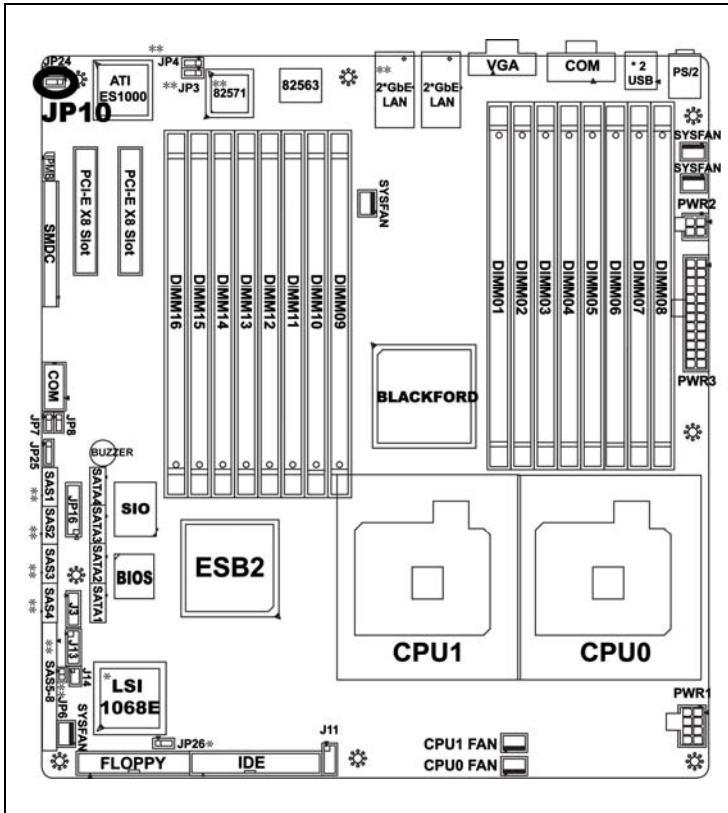 JP24
JP10
ATI
ES1000
**
JP4
** JP3
**
82571
82563
**
2*GbE
LAN
2*GbE
LAN
VGA
COM
* 2
USB
PS/2
SYSFAN
SYSFAN
PWR2
PWR3
IPMB
SMDC
PCI-E X8 Slot
PCI-E X8 Slot
DIMM16
DIMM15
DIMM14
DIMM13
DIMM12
DIMM11
DIMM10
DIMM09
SYSFAN
DIMM01
DIMM02
DIMM03
DIMM04
DIMM05
DIMM06
DIMM07
DIMM08
BLACKFORD
COM
JP7
JP8
JP25
BUZZER
SAS1
**
SAS2
**
SAS3
**
SAS4
**
SAS5-8
**
JP16
SATA4
SATA3
SATA2
SATA1
SIO
BIOS
ESB2
CPU1
CPU0
J3
J13
J14
**
JP6
SYSFAN
*
LSI
1068E
JP26*
J11
FLOPPY
IDE
CPU1 FAN
CPU0 FAN
PWR1